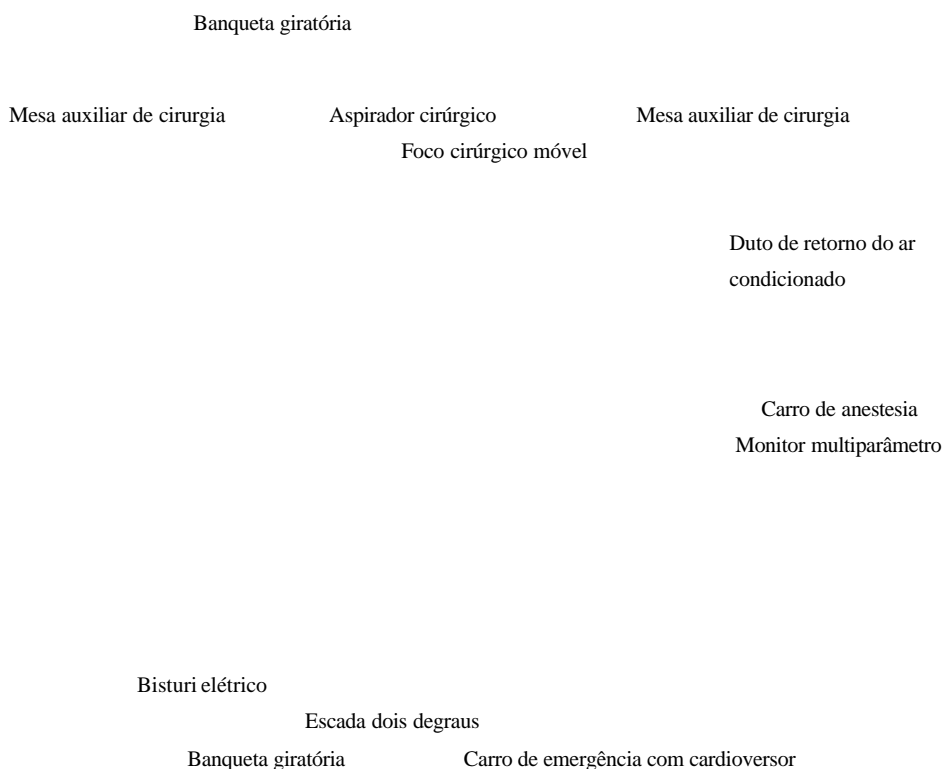 Banqueta giratória
Mesa auxiliar de cirurgia Aspirador cirúrgico Mesa auxiliar de cirurgia
Foco cirúrgico móvel
Duto de retorno do ar
condicionado
Carro de anestesia
Monitor multiparâmetro
Bisturi elétrico
Escada dois degraus
Banqueta giratória Carro de emergência com cardioversor